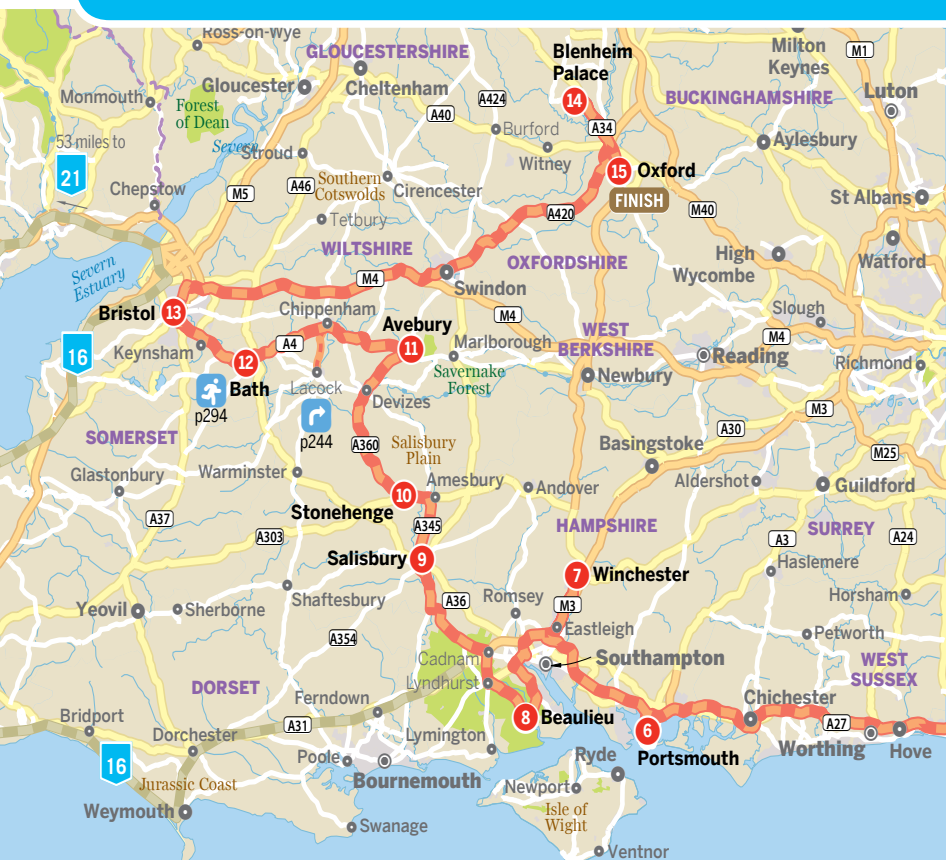 Ross-on-Wye
GLOUCESTERSHIRE
Blenheim
Palace
14
Milton
Keynes
M1
Gloucester
Cheltenham
A424
A40
BUCKINGHAMSHIRE
Luton
Monmouth
Forest
of Dean
Burford
A34
Aylesbury
53 miles to
21
Severn
Stroud
Witney
15
Oxford
FINISH
Chepstow
M5
A46
Southern
Cotswolds
Cirencester
St Albans
Tetbury
A420
M40
WILTSHIRE
OXFORDSHIRE
High
Wycombe
Watford
Severn
Estuary
M4
Swindon
Bristol
13
Chippenham
Avebury
11
M4
Slough
16
Keynsham
A4
Marlborough
WEST
BERKSHIRE
M4
Reading
Richmond
12
Bath
Lacock
Savernake
Forest
Newbury
p294
p244
Devizes
M3
SOMERSET
A360
Salisbury
Plain
Basingstoke
A30
M25
Glastonbury
Warminster
Amesbury
Andover
Aldershot
Guildford
10
Stonehenge
A37
A303
A345
HAMPSHIRE
SURREY
A3
A24
Salisbury
9
7
Winchester
Haslemere
Yeovil
Sherborne
Shaftesbury
A36
Romsey
M3
Horsham
A354
Eastleigh
Petworth
Cadnam
Southampton
WEST
SUSSEX
DORSET
Lyndhurst
Ferndown
Chichester
Bridport
A31
8
Beaulieu
6
Portsmouth
A27
Dorchester
Lymington
Worthing
Hove
16
Poole
Bournemouth
Ryde
Jurassic Coast
Newport
Weymouth
Isle of
Wight
Swanage
Ventnor